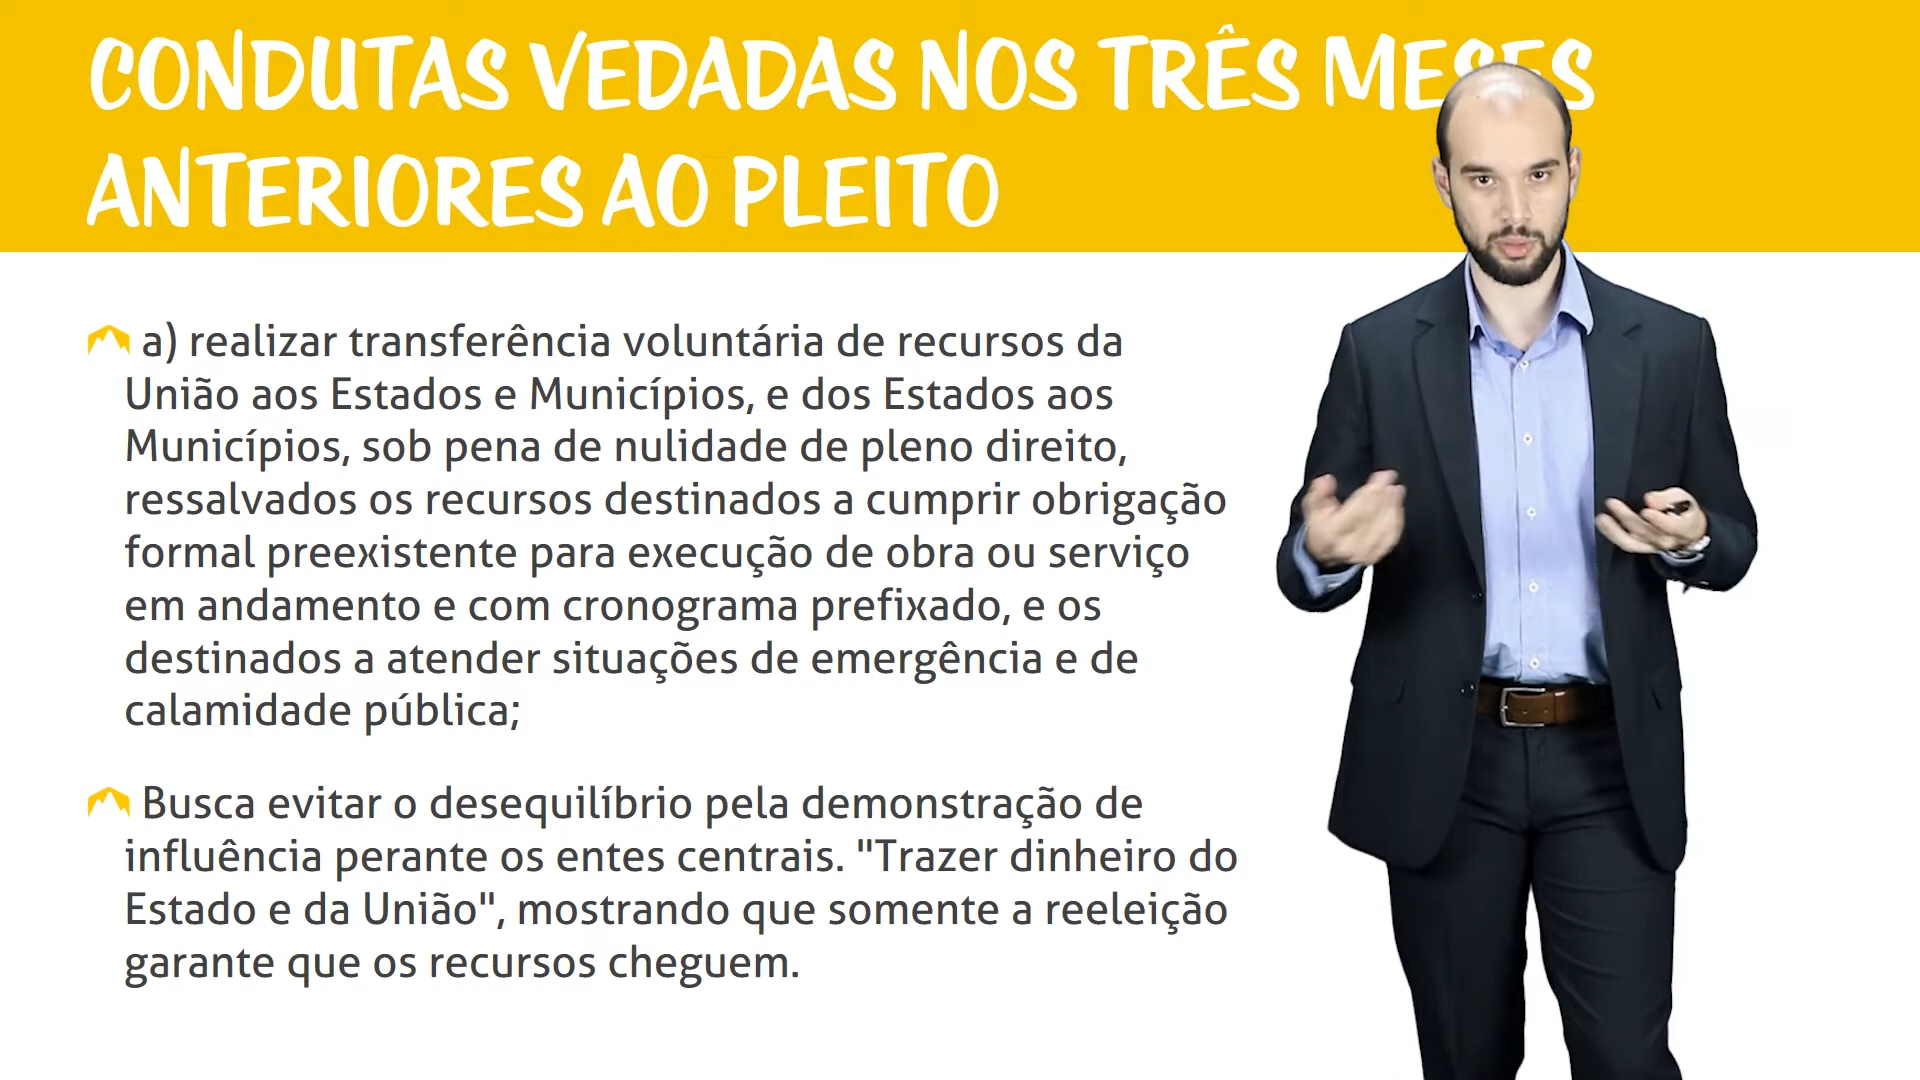 CONDUTAS VEDADAS NOS TRÊS MESES
ANTERIORES AO PLEITO
a) realizar transferência voluntária de recursos da
União aos Estados e Municípios, e dos Estados aos
Municípios, sob pena de nulidade de pleno direito,
ressalvados os recursos destinados a cumprir obrigação
formal preexistente para execução de obra ou serviço
em andamento e com cronograma prefixado, e os
destinados a atender situações de emergência e de
calamidade pública;
Busca evitar o desequilíbrio pela demonstração de
influência perante os entes centrais. "Trazer dinheiro do
Estado e da União", mostrando que somente a reeleição
garante que os recursos cheguem.